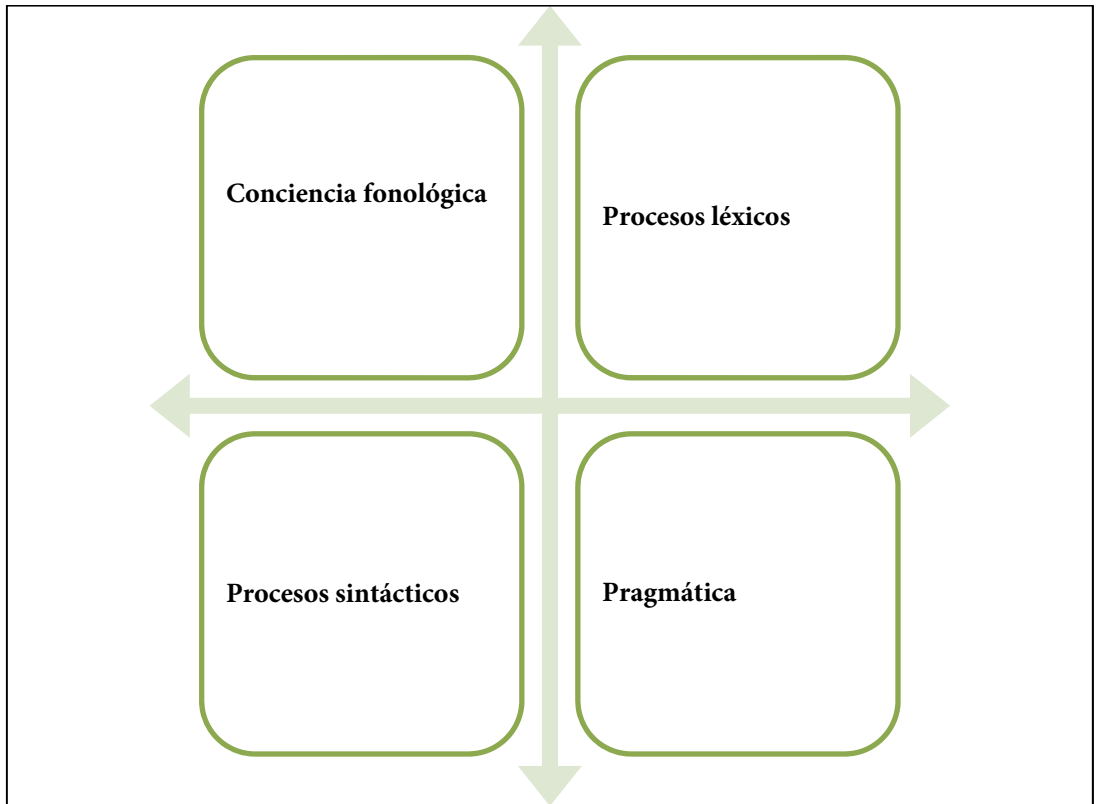 Conciencia fonológica
Procesos léxicos
Procesos sintácticos
Pragmática